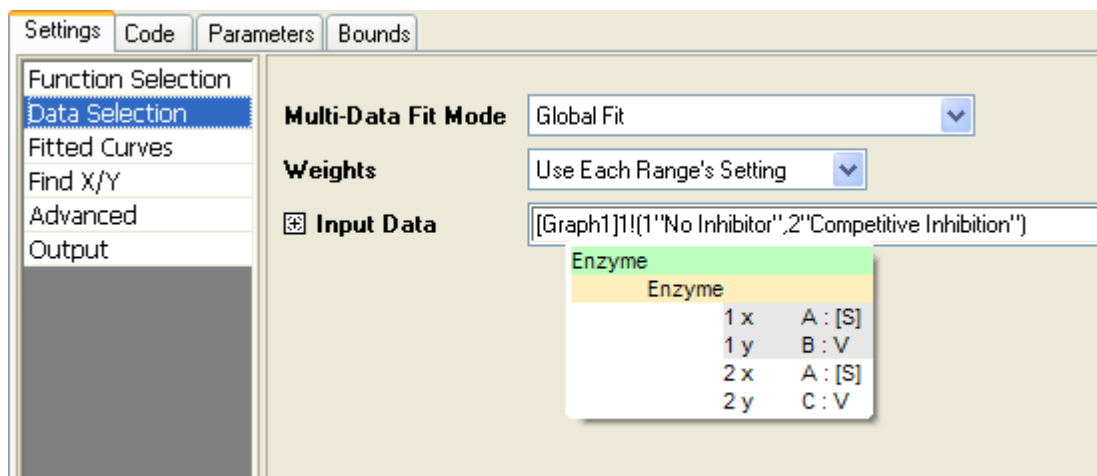 Settings Code Parameters Bounds
Function Selection
Data Selection
Fitted Curves
Find X/Y
Advanced
Output
Multi-Data Fit Mode Global Fit
Weights Use Each Range's Setting
Input Data [Graph1]1!(1"No Inhibitor",2"Competitive Inhibition")
Enzyme
Enzyme
1 x A : [S]
1 y B : V
2 x A : [S]
2 y C : V